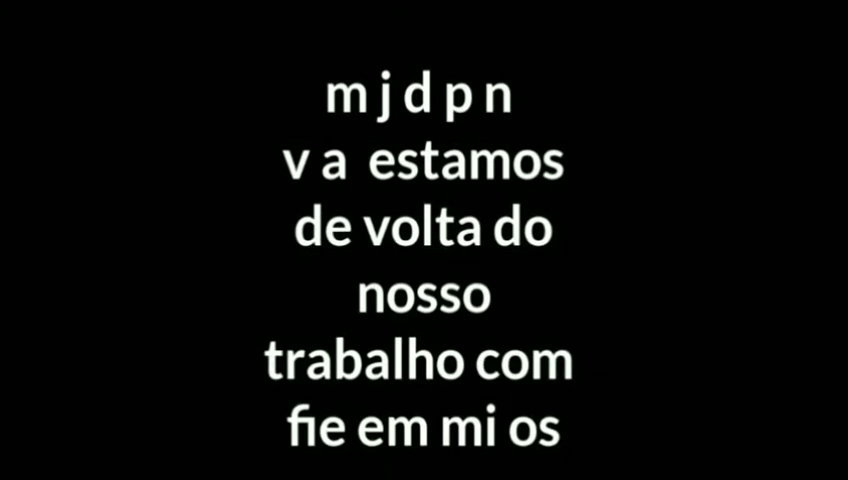 m j d p n
v a estamos
de volta do
nosso
trabalho com
fie em mi os